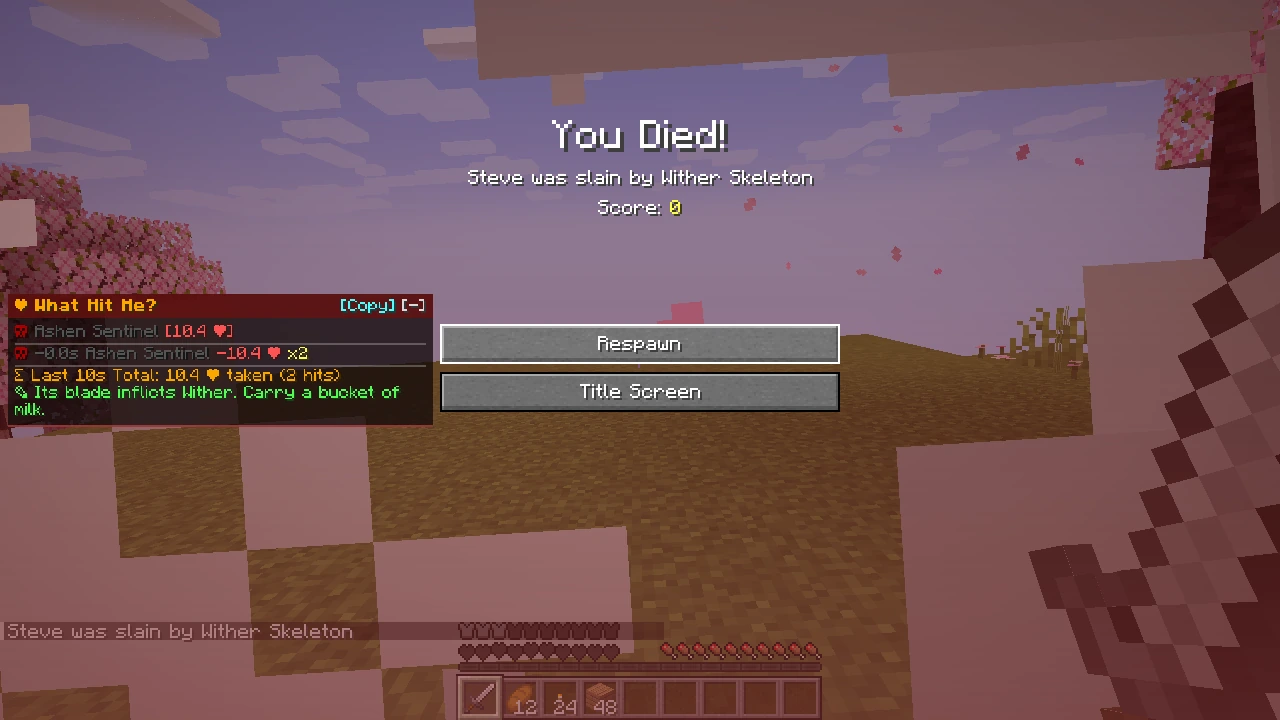 You Died!
Steve was slain by Wither Skeleton
Score: 0
What Hit Me? [Copy] [−]
Ashen Sentinel [10.4 ♥]
−0.0s Ashen Sentinel −10.4 ♥ x2
Σ Last 10s Total: 10.4 ♥ taken (2 hits)
✎ Its blade inflicts Wither. Carry a bucket of
milk.
Respawn
Title Screen
Steve was slain by Wither Skeleton
12 24 48